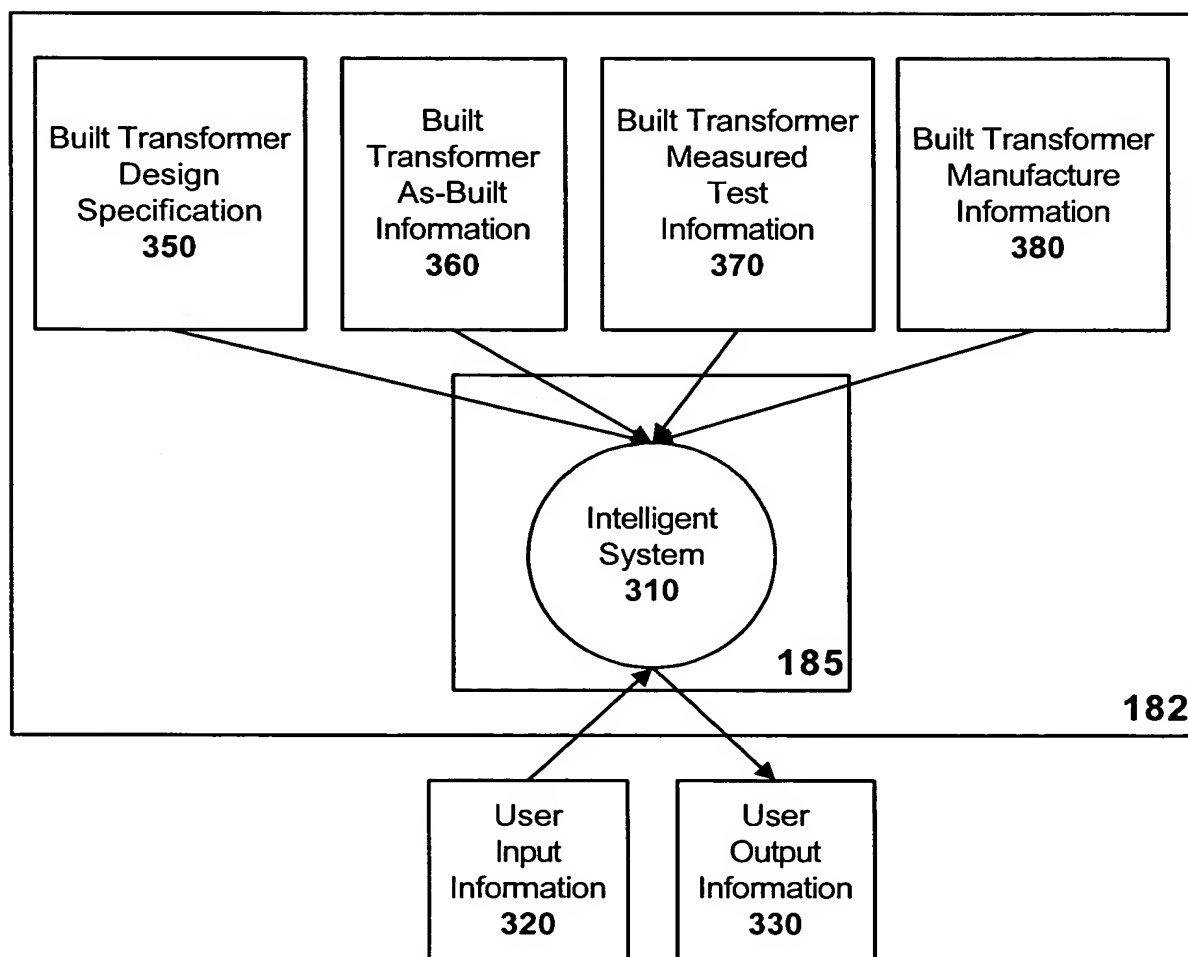 Built Transformer
Design
Specification
350
Built
Transformer
As-Built
Information
360
Built Transformer
Measured
Test
Information
370
Built Transformer
Manufacture
Information
380
Intelligent
System
310
185
182
User
Input
Information
320
User
Output
Information
330